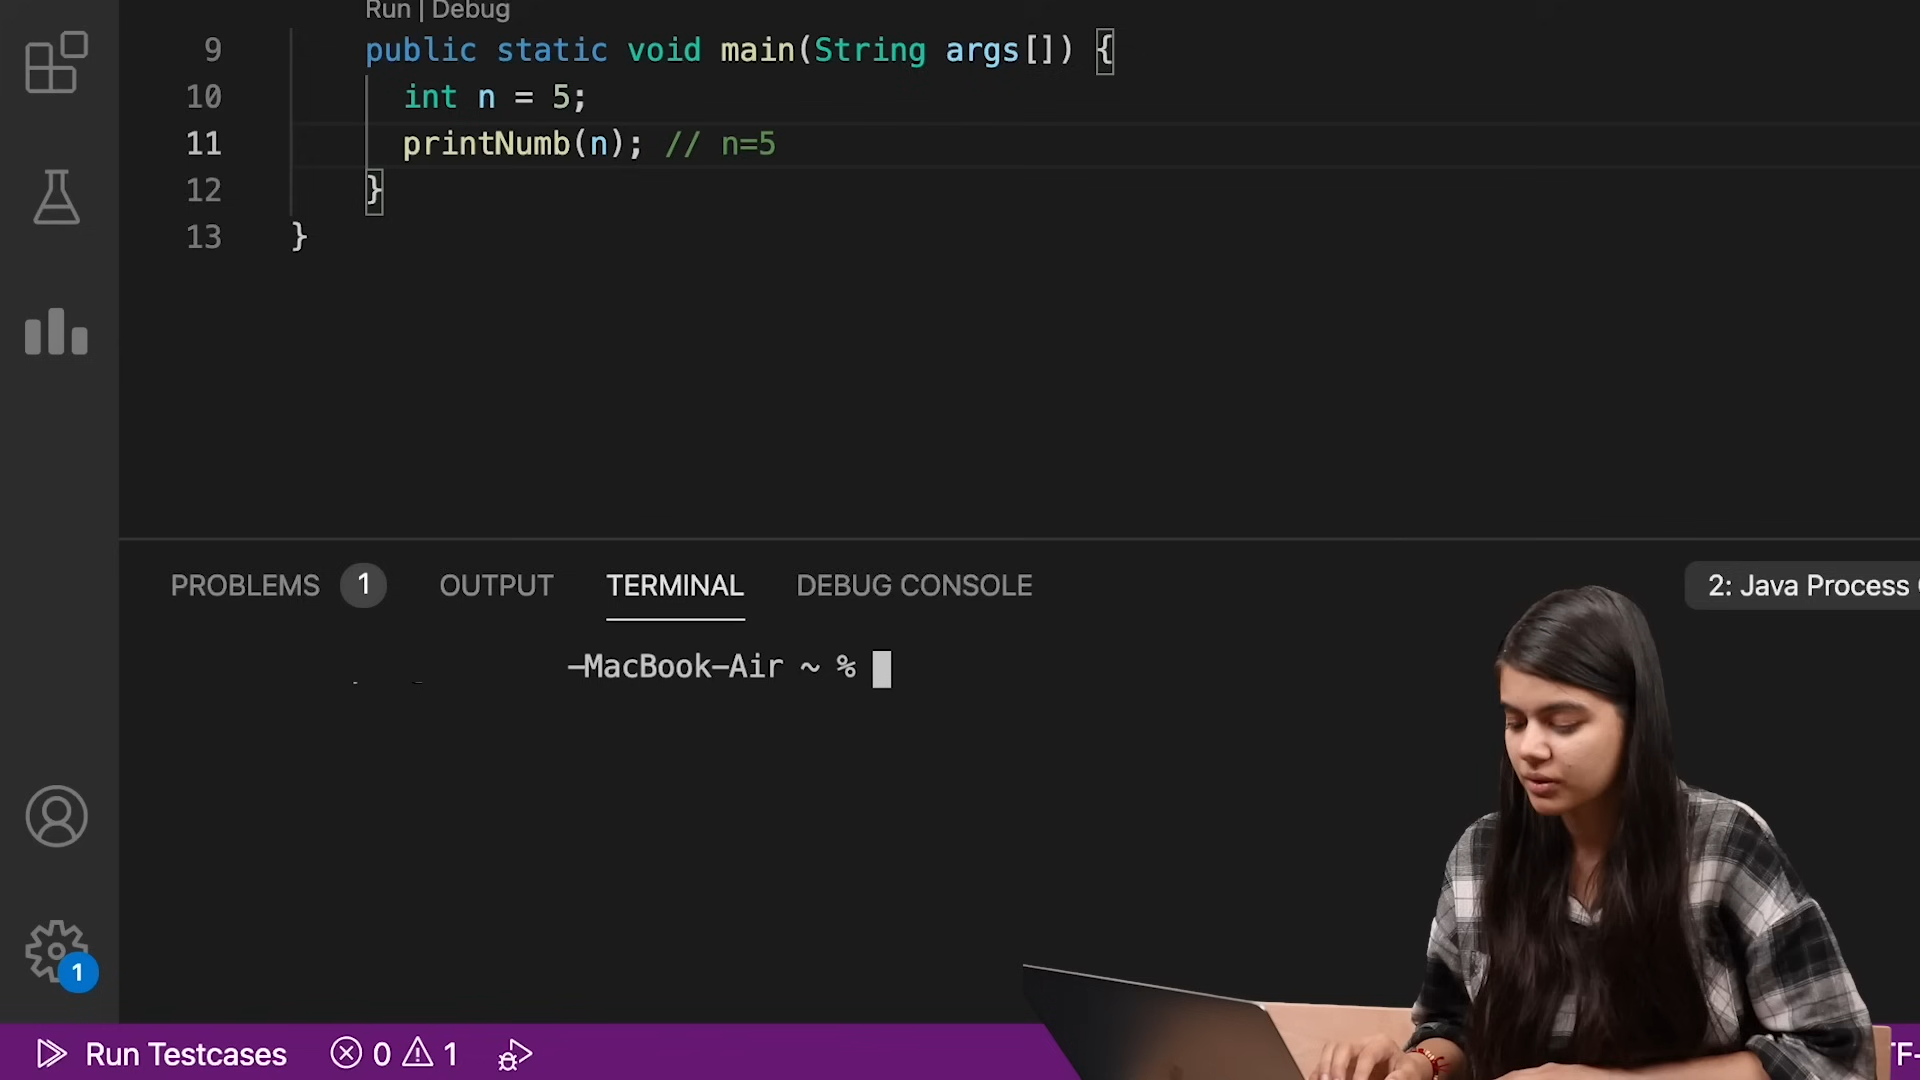 Run | Debug
9 public static void main(String args[]) {
10 int n = 5;
11 printNumb(n); // n=5
12 }
13 }
PROBLEMS 1 OUTPUT TERMINAL DEBUG CONSOLE 2: Java Process
-MacBook-Air ~ %
1
Run Testcases 0 1